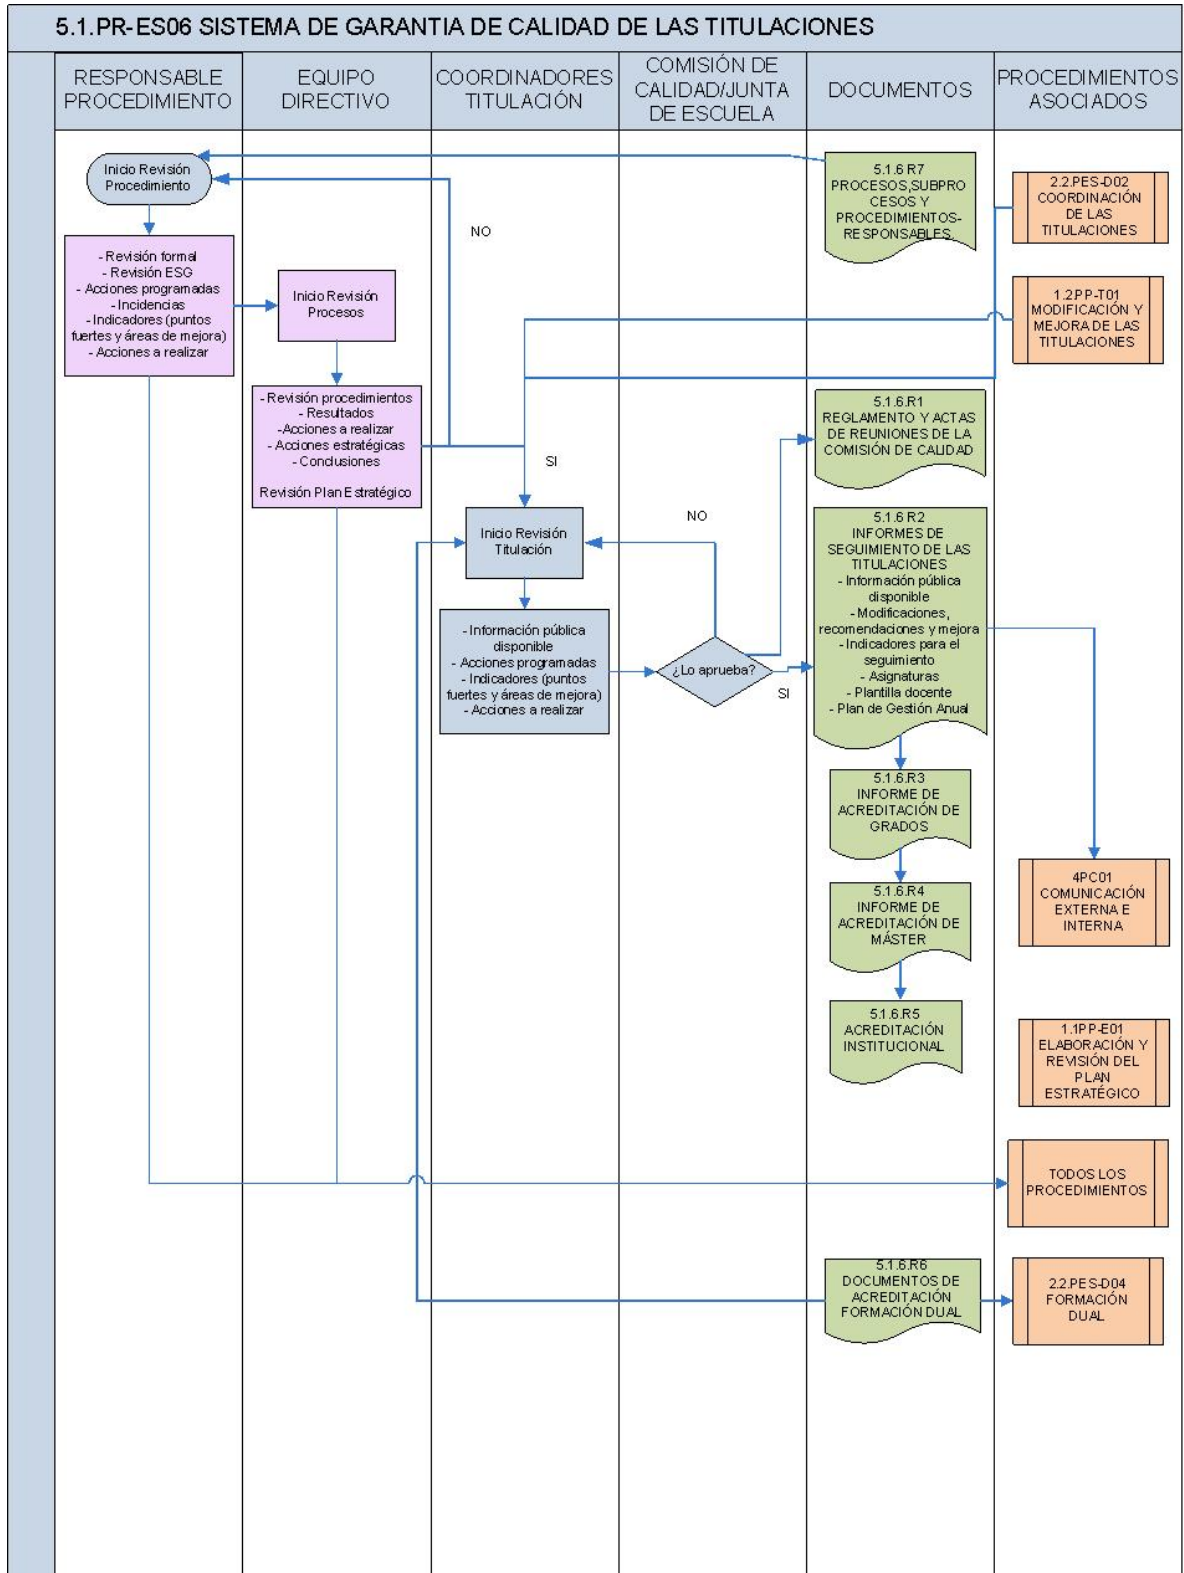 5.1.PR-ES06 SISTEMA DE GARANTIA DE CALIDAD DE LAS TITULACIONES
RESPONSABLE
PROCEDIMIENTO
EQUIPO
DIRECTIVO
COORDINADORES
TITULACIÓN
COMISIÓN DE
CALIDAD/JUNTA
DE ESCUELA
DOCUMENTOS
PROCEDIMIENTOS
ASOCIADOS
Inicio Revisión
Procedimiento
- Revisión formal
- Revisión ESG
- Acciones programadas
- Incidencias
- Indicadores (puntos
fuertes y áreas de mejora)
- Acciones a realizar
Inicio Revisión
Procesos
- Revisión procedimientos
- Resultados
- Acciones a realizar
- Acciones estratégicas
- Conclusiones
Revisión Plan Estratégico
NO
SI
Inicio Revisión
Titulación
- Información pública
disponible
- Acciones programadas
- Indicadores (puntos
fuertes y áreas de mejora)
- Acciones a realizar
NO
¿Lo aprueba?
SI
5.1.6 R7
PROCESOS,SUBPRO
CESOS Y
PROCEDIMIENTOS-
RESPONSABLES.
5.1.6.R1
REGLAMENTO Y ACTAS
DE REUNIONES DE LA
COMISIÓN DE CALIDAD
5.1.6 R2
INFORMES DE
SEGUIMIENTO DE LAS
TITULACIONES
- Información pública
disponible
- Modificaciones,
recomendaciones y mejora
- Indicadores para el
seguimiento
- Asignaturas
- Plantilla docente
- Plan de Gestión Anual
5.1.6.R3
INFORME DE
ACREDITACIÓN DE
GRADOS
5.1.6.R4
INFORME DE
ACREDITACIÓN DE
MÁSTER
5.1.6.R5
ACREDITACIÓN
INSTITUCIONAL
5.1.6.R6
DOCUMENTOS DE
ACREDITACIÓN
FORMACIÓN DUAL
2.2.PES-D02
COORDINACIÓN
DE LAS
TITULACIONES
1.2PP-T01
MODIFICACIÓN Y
MEJORA DE LAS
TITULACIONES
4PC01
COMUNICACIÓN
EXTERNA E
INTERNA
1.1PP-E01
ELABORACIÓN Y
REVISIÓN DEL
PLAN
ESTRATÉGICO
TODOS LOS
PROCEDIMIENTOS
2.2.PES-D04
FORMACIÓN
DUAL